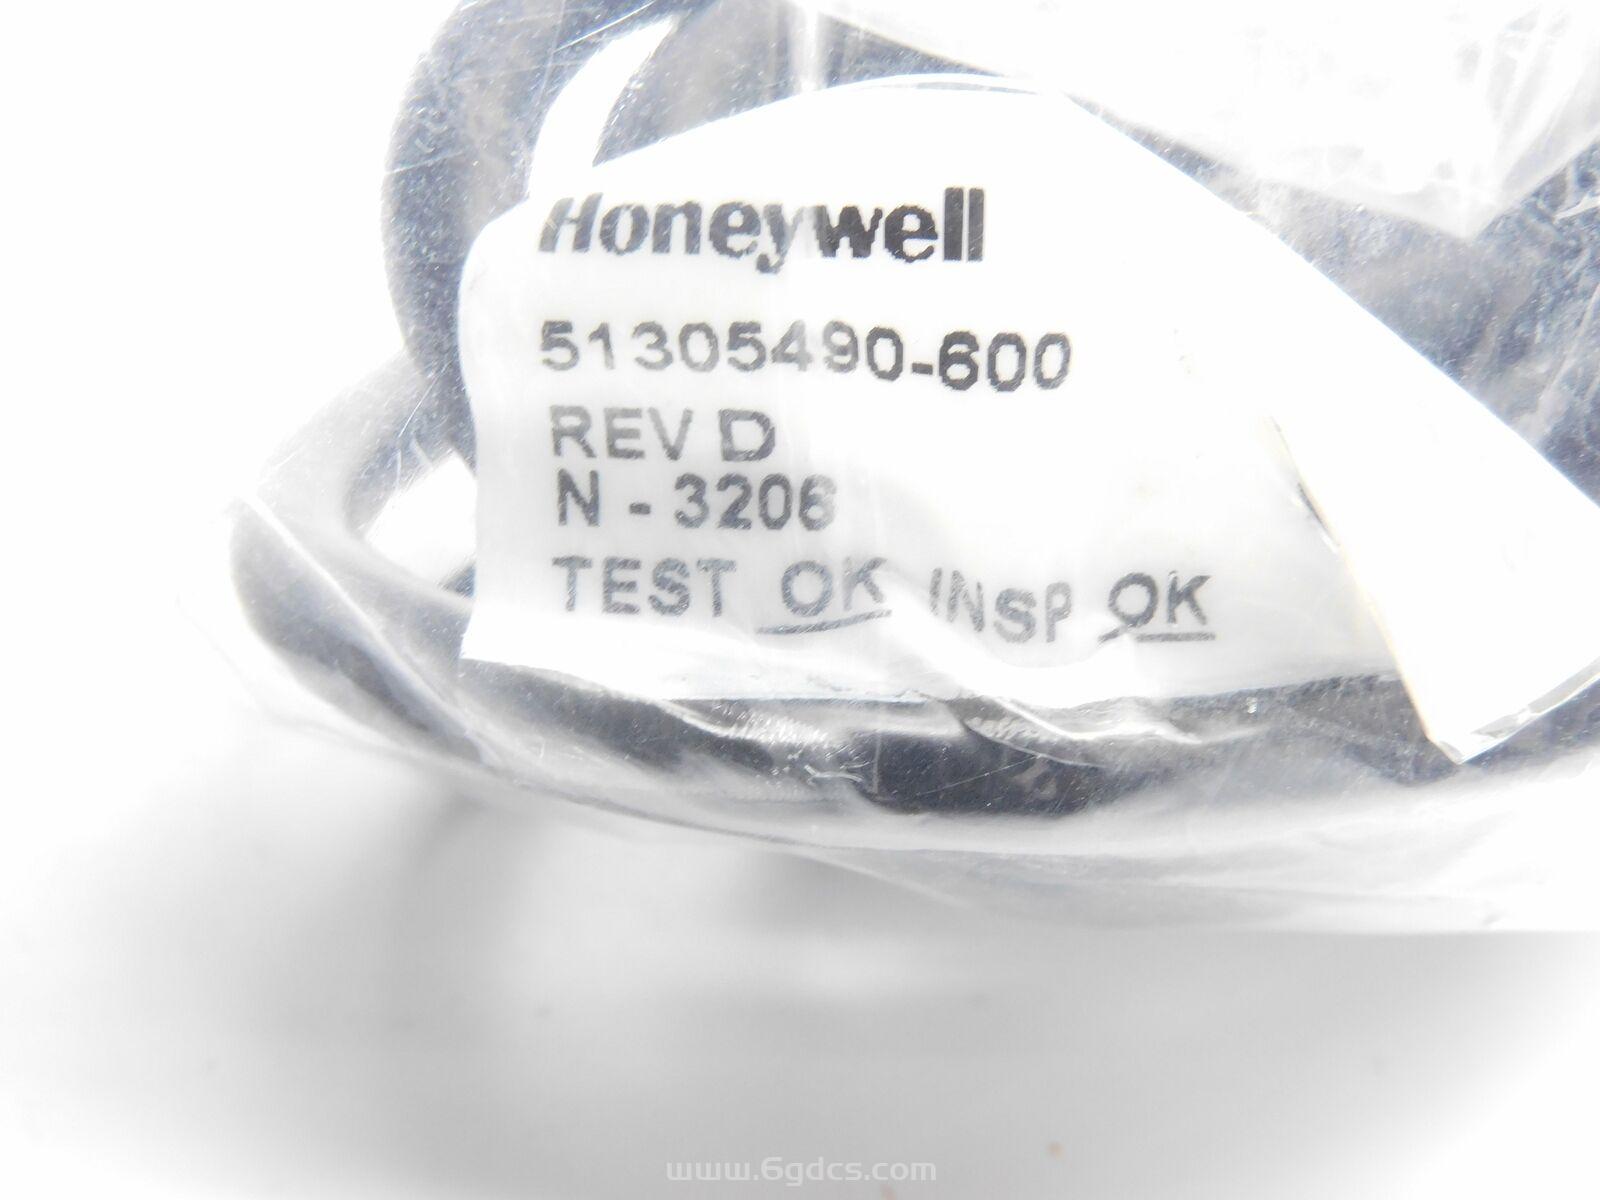 Honeywell
51305490-600
REV D
N - 3206
TEST OK INSP OK
www.6gdcs.com